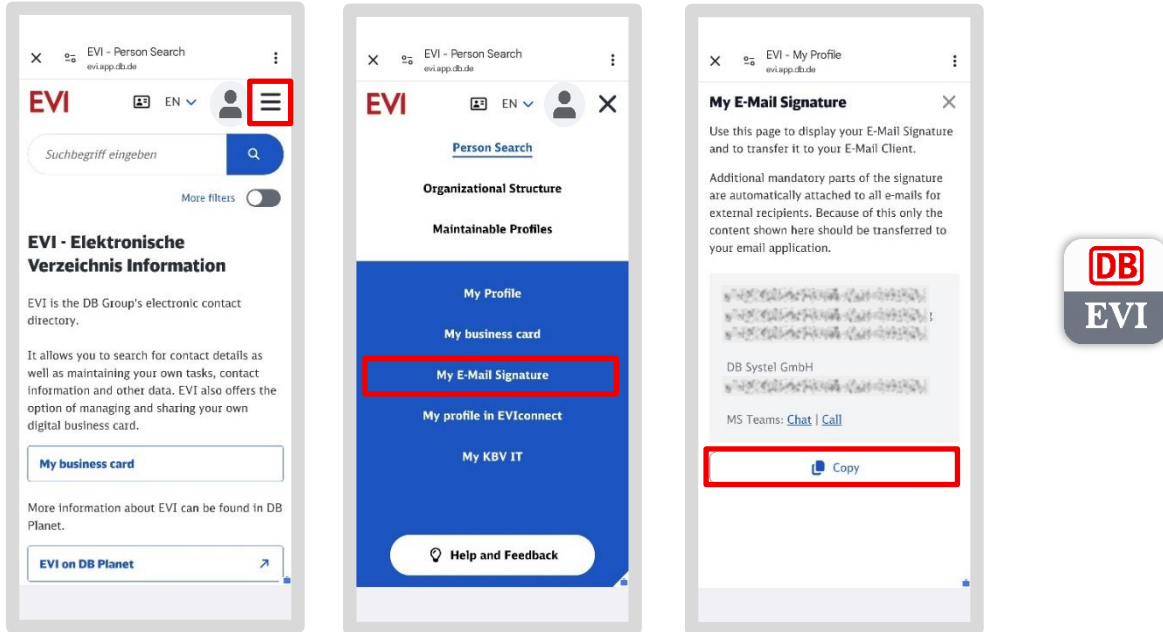 EVI - Person Search
evi.app.db.de
EVI
EN
Suchbegriff eingeben
More filters
EVI - Elektronische
Verzeichnis Information
EVI is the DB Group's electronic contact
directory.
It allows you to search for contact details as
well as maintaining your own tasks, contact
information and other data. EVI also offers the
option of managing and sharing your own
digital business card.
My business card
More information about EVI can be found in DB
Planet.
EVI on DB Planet
EVI - Person Search
evi.app.db.de
EVI
EN
Person Search
Organizational Structure
Maintainable Profiles
My Profile
My business card
My E-Mail Signature
My profile in EVIconnect
My KBV IT
Help and Feedback
EVI - My Profile
evi.app.db.de
My E-Mail Signature
Use this page to display your E-Mail Signature
and to transfer it to your E-Mail Client.
Additional mandatory parts of the signature
are automatically attached to all e-mails for
external recipients. Because of this only the
content shown here should be transferred to
your email application.
DB Systel GmbH
MS Teams: Chat | Call
Copy
DB
EVI